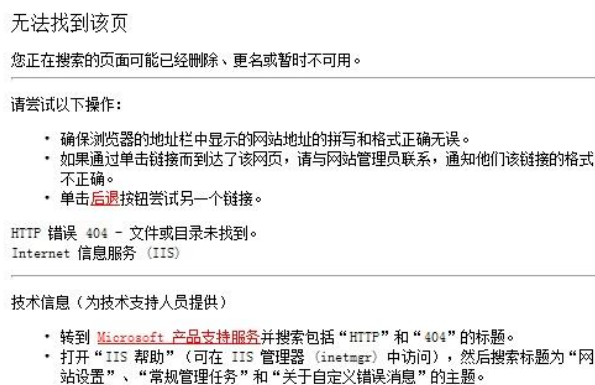 无法找到该页
您正在搜索的页面可能已经删除、更名或暂时不可用。
请尝试以下操作：
• 确保浏览器的地址栏中显示的网站地址的拼写和格式正确无误。
• 如果通过单击链接而到达了该网页，请与网站管理员联系，通知他们该链接的格式
不正确。
• 单击后退按钮尝试另一个链接。
HTTP 错误 404 - 文件或目录未找到。
Internet 信息服务 (IIS)
技术信息（为技术支持人员提供）
• 转到 Microsoft 产品支持服务并搜索包括“HTTP”和“404”的标题。
• 打开“IIS 帮助”（可在 IIS 管理器 (inetmgr) 中访问），然后搜索标题为“网
站设置”、“常规管理任务”和“关于自定义错误消息”的主题。